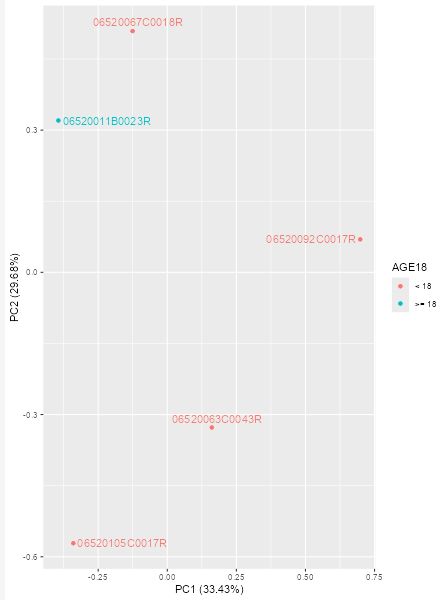 06520067C0018R
06520011B0023R
0.3
06520092C0017R
AGE18
0.0
< 18
>= 18
PC2 (29.68%)
-0.3
06520063C0043R
06520105C0017R
-0.6
-0.25
0.00
0.25
0.50
0.75
PC1 (33.43%)